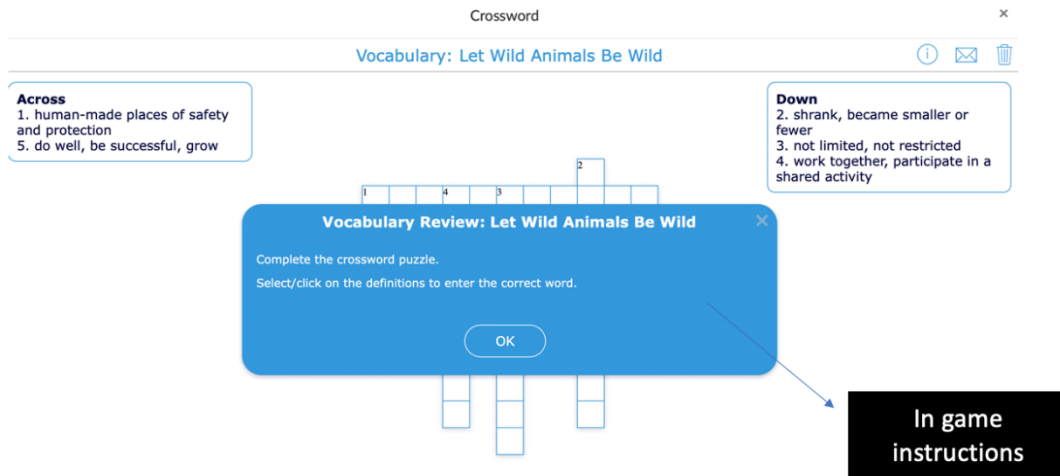 Crossword
×
Vocabulary: Let Wild Animals Be Wild
i
Across
1. human-made places of safety
and protection
5. do well, be successful, grow
Down
2. shrank, became smaller or
fewer
3. not limited, not restricted
4. work together, participate in a
shared activity
2
1 4 3
Vocabulary Review: Let Wild Animals Be Wild
×
Complete the crossword puzzle.
Select/click on the definitions to enter the correct word.
OK
In game
instructions